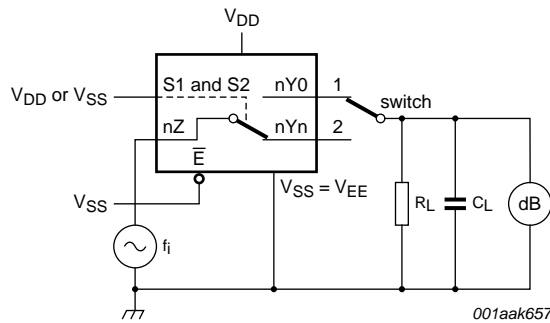 VDD
S1 and S2
nY0
1
switch
VDD or VSS
nZ
nYn
2
E
VSS = VEE
VSS
RL
CL
dB
fi
001aak657